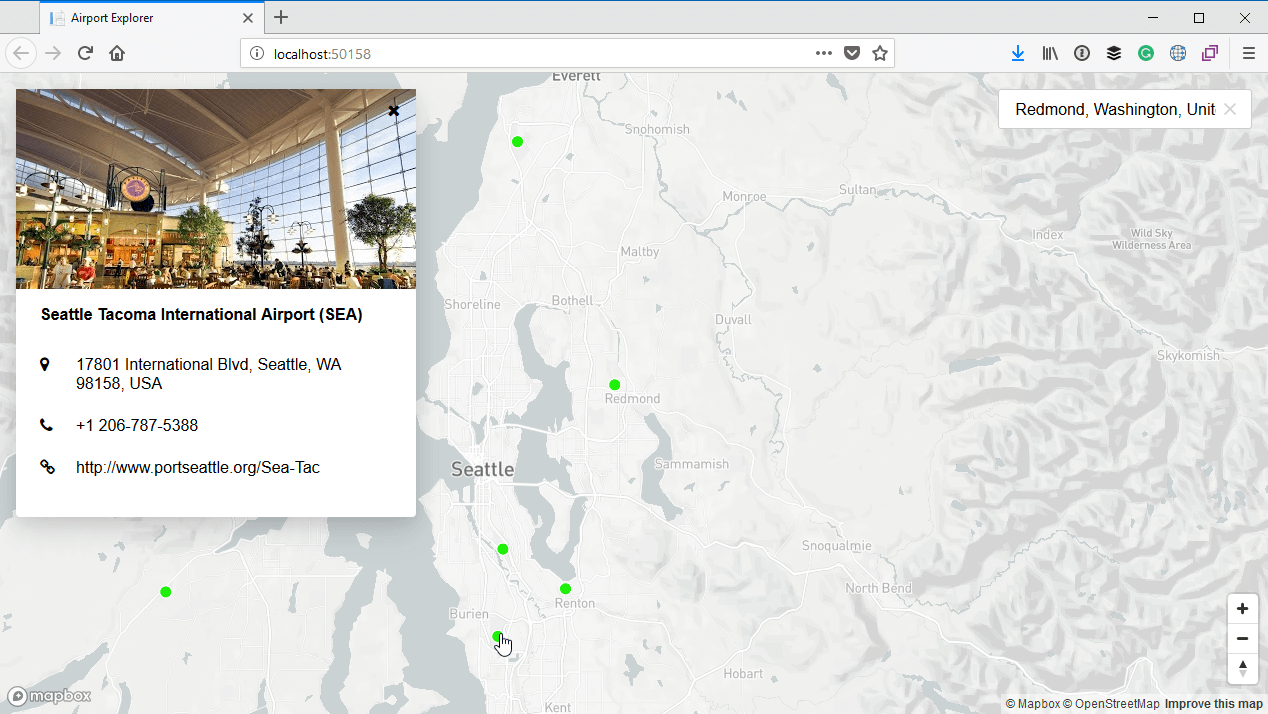 Airport Explorer
localhost:50158
Everett
Redmond, Washington, Unit
Snohomish
Monroe
Sultan
Index
Wild Sky
Wilderness Area
Maltby
Shoreline
Bothell
Duvall
Skykomish
Seattle Tacoma International Airport (SEA)
17801 International Blvd, Seattle, WA
98158, USA
+1 206-787-5388
http://www.portseattle.org/Sea-Tac
Redmond
Seattle
Sammamish
Snoqualmie
North Bend
Renton
Burien
Hobart
Kent
mapbox
© Mapbox © OpenStreetMap Improve this map